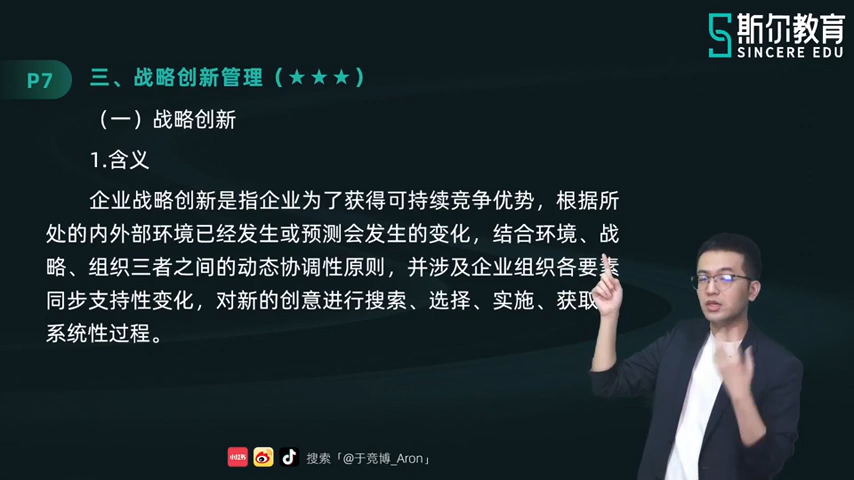 斯尔教育
SINCERE EDU
P7
三、战略创新管理（★★★）
（一）战略创新
1.含义
企业战略创新是指企业为了获得可持续竞争优势，根据所
处的内外部环境已经发生或预测会发生的变化，结合环境、战
略、组织三者之间的动态协调性原则，并涉及企业组织各要素
同步支持性变化，对新的创意进行搜索、选择、实施、获取
系统性过程。
小红书
搜索「@于竞博_Aron」